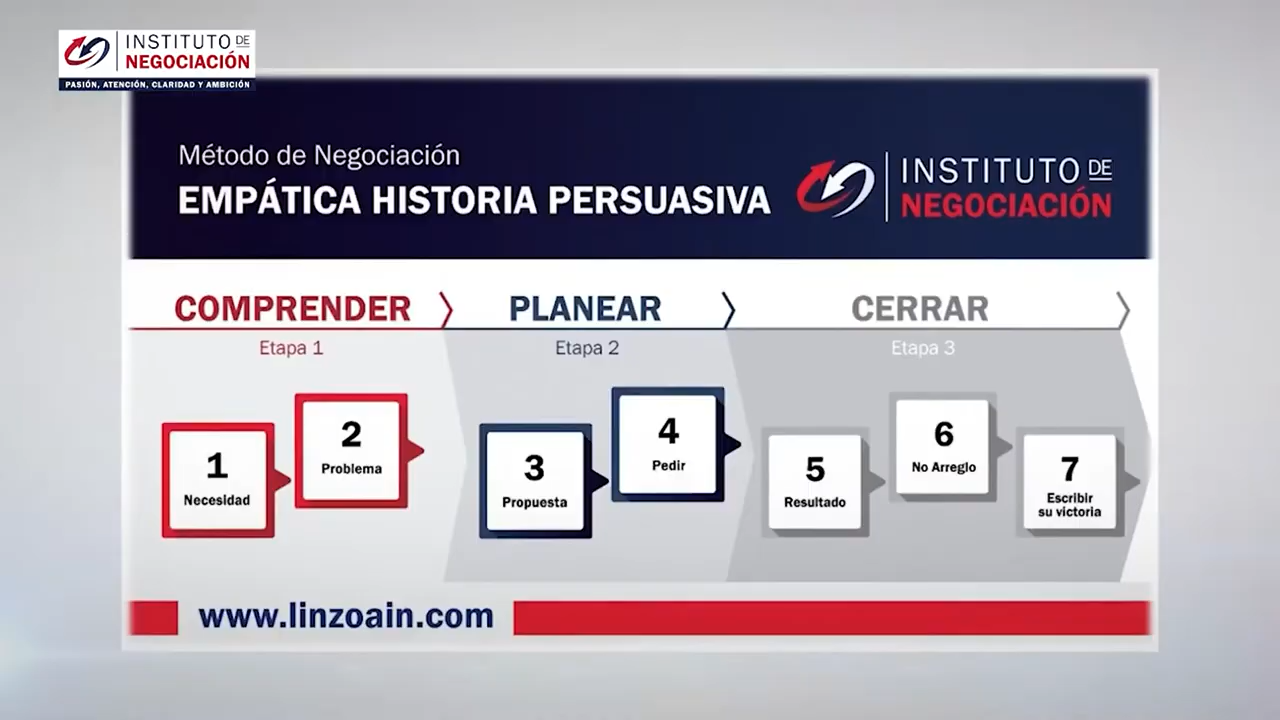 INSTITUTO DE
NEGOCIACIÓN
PASIÓN, ATENCIÓN, CLARIDAD Y AMBICIÓN
Método de Negociación
EMPÁTICA HISTORIA PERSUASIVA
INSTITUTO DE
NEGOCIACIÓN
COMPRENDER
Etapa 1
PLANEAR
Etapa 2
CERRAR
Etapa 3
1
Necesidad
2
Problema
3
Propuesta
4
Pedir
5
Resultado
6
No Arreglo
7
Escribir
su victoria
www.linzoain.com